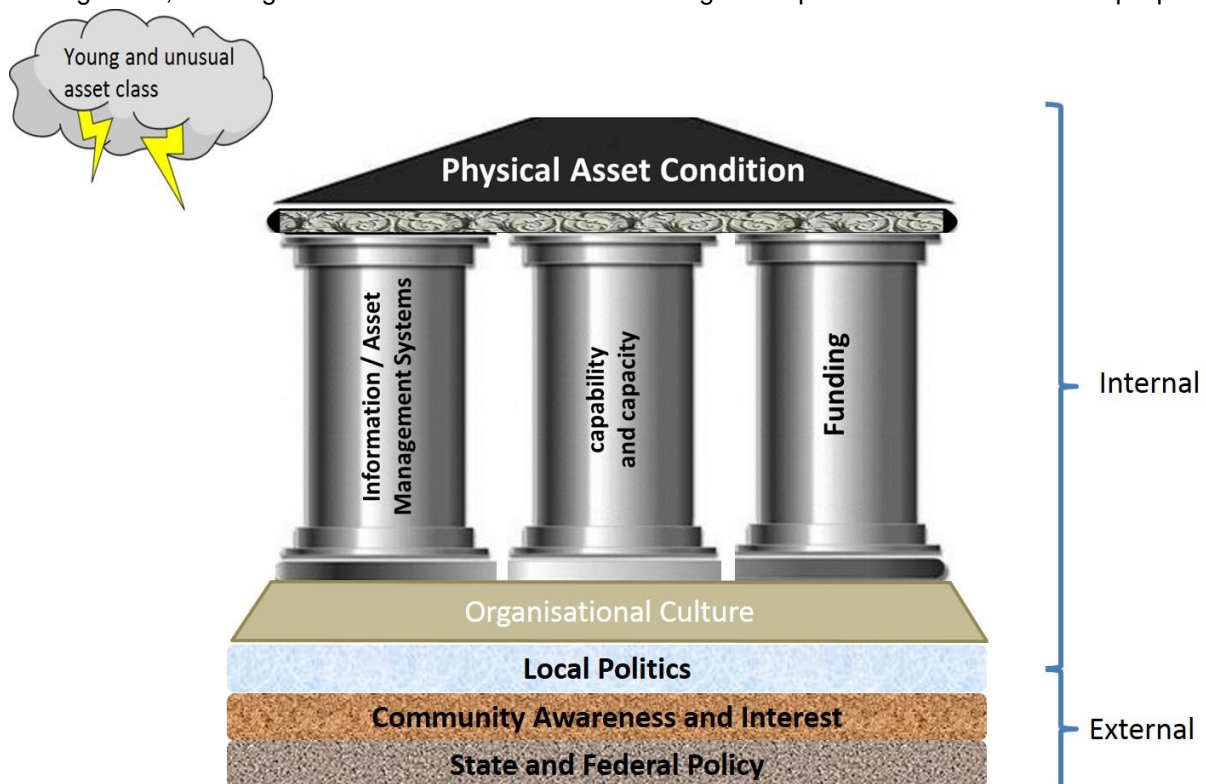 Young and unusual
asset class
Physical Asset Condition
Information / Asset
Management Systems
capability
and capacity
Funding
Internal
Organisational Culture
Local Politics
Community Awareness and Interest
External
State and Federal Policy